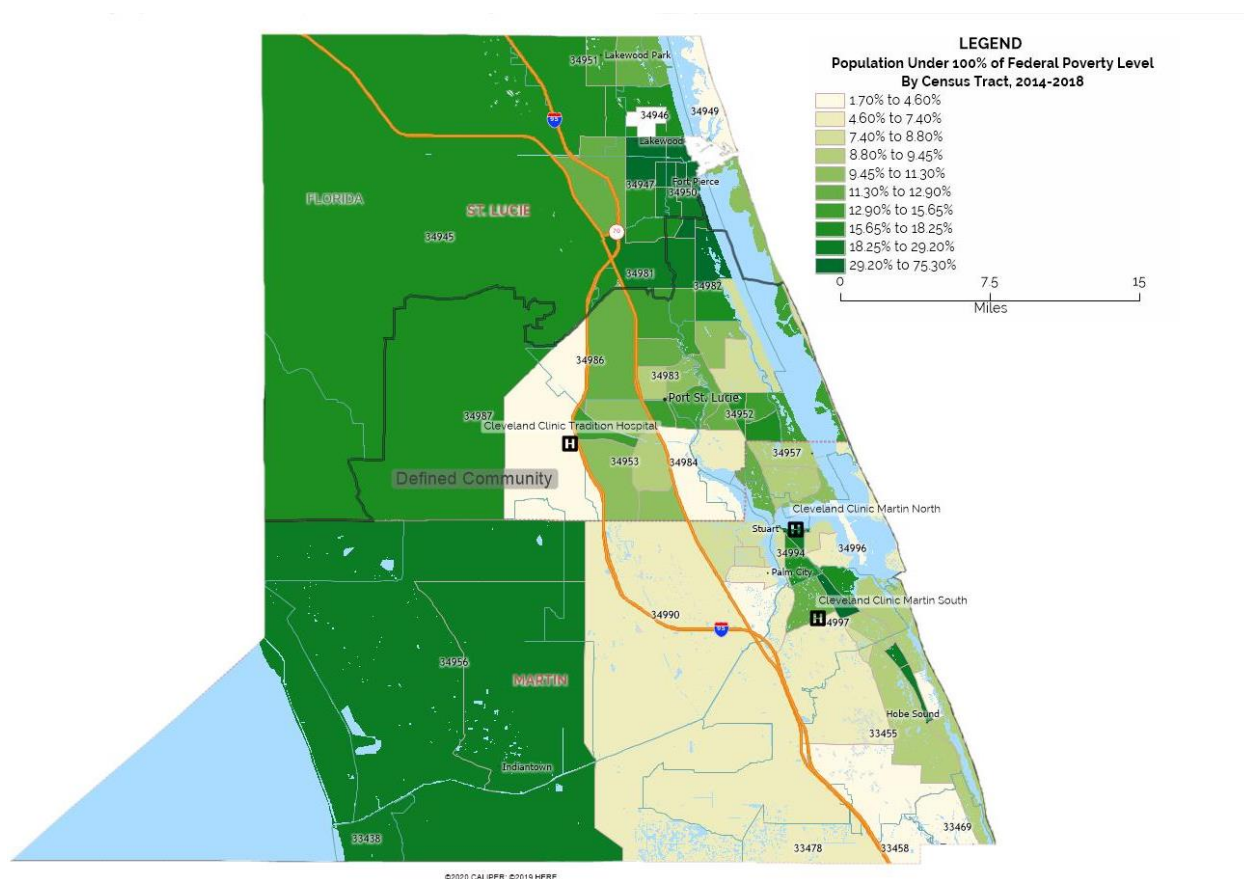 LEGEND
Population Under 100% of Federal Poverty Level
By Census Tract, 2014-2018
1.70% to 4.60%
4.60% to 7.40%
7.40% to 8.80%
8.80% to 9.45%
9.45% to 11.30%
11.30% to 12.90%
12.90% to 15.65%
15.65% to 18.25%
18.25% to 29.20%
29.20% to 75.30%
0 7.5 15
Miles
34951 Lakewood Park
34949
95
34946
Lakewood
34947
Fort Pierce
34950
FLORIDA
ST. LUCIE
34945
70
34981
34982
34986
34983
Port St. Lucie
34987
34952
Cleveland Clinic Tradition Hospital
H
34953
34984
34957
Defined Community
Cleveland Clinic Martin North
Stuart
H
34994
34996
Palm City
Cleveland Clinic Martin South
34990
H
34997
95
34956
MARTIN
Hobe Sound
33455
Indiantown
33469
33438
33478
33458
©2020 CALIPER; ©2019 HERE